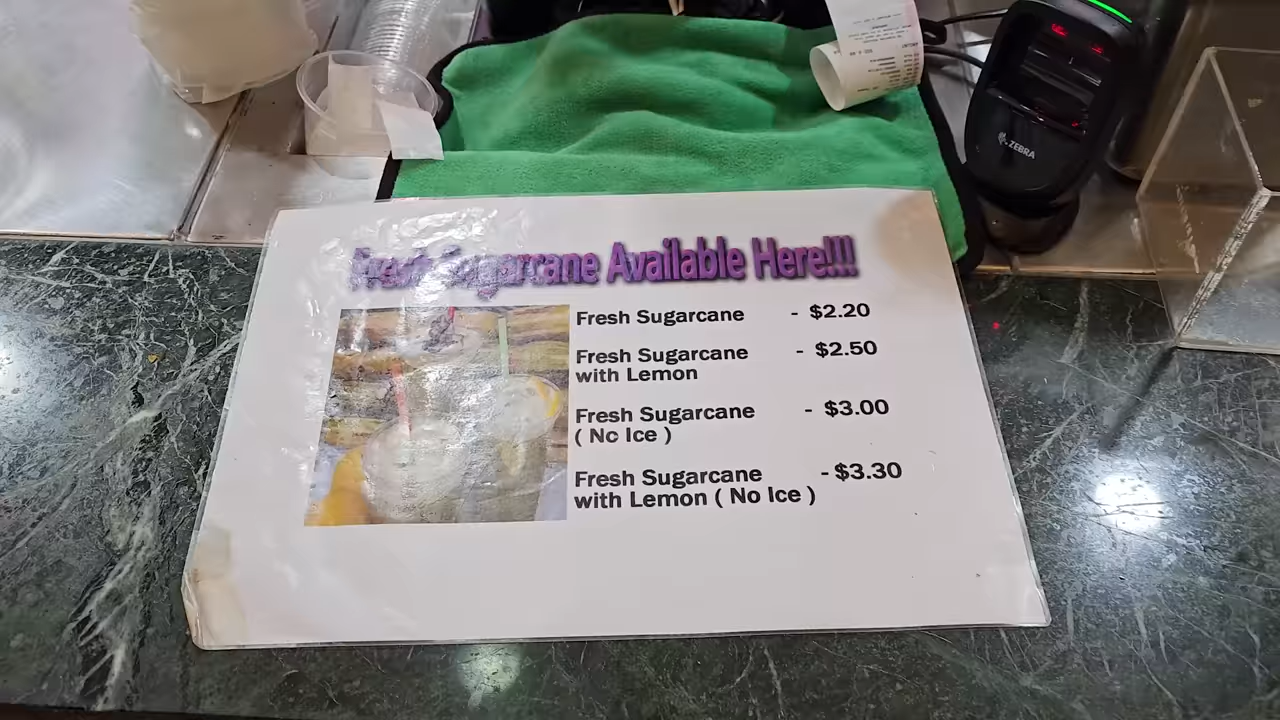 Fresh Sugarcane Available Here!!!
Fresh Sugarcane - $2.20
Fresh Sugarcane - $2.50
with Lemon
Fresh Sugarcane - $3.00
( No Ice )
Fresh Sugarcane - $3.30
with Lemon ( No Ice )
ZEBRA